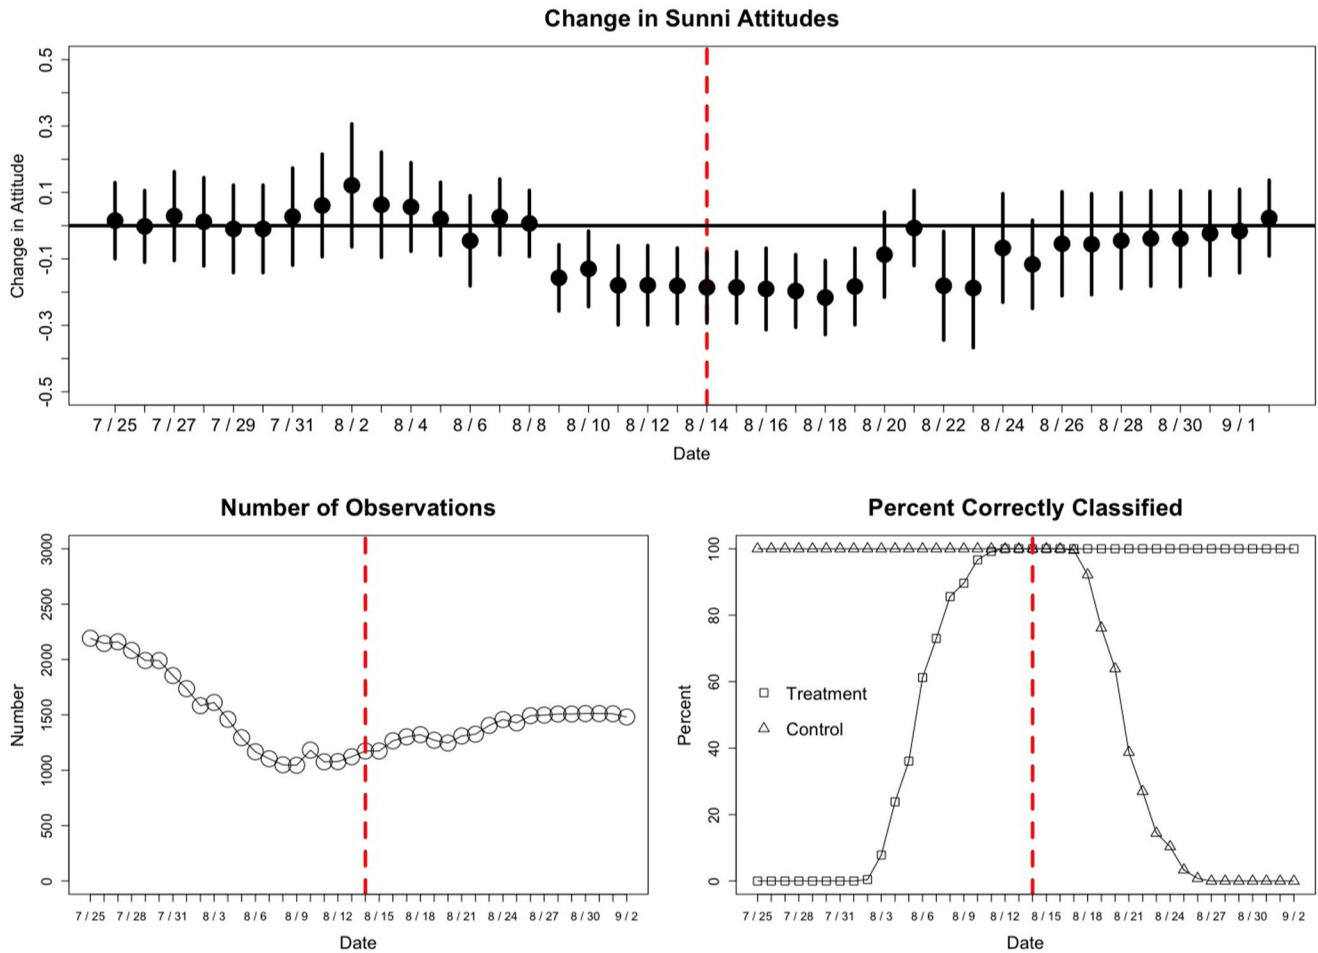 Change in Sunni Attitudes
Change in Attitude
0.5
0.3
0.1
-0.1
-0.3
-0.5
7 / 25 7 / 27 7 / 29 7 / 31 8 / 2 8 / 4 8 / 6 8 / 8 8 / 10 8 / 12 8 / 14 8 / 16 8 / 18 8 / 20 8 / 22 8 / 24 8 / 26 8 / 28 8 / 30 9 / 1
Date
Number of Observations
Number
3000
2500
2000
1500
1000
500
0
7 / 25 7 / 28 7 / 31 8 / 3 8 / 6 8 / 9 8 / 12 8 / 15 8 / 18 8 / 21 8 / 24 8 / 27 8 / 30 9 / 2
Date
Percent Correctly Classified
Percent
100
80
60
40
20
0
Treatment
Control
7 / 25 7 / 28 7 / 31 8 / 3 8 / 6 8 / 9 8 / 12 8 / 15 8 / 18 8 / 21 8 / 24 8 / 27 8 / 30 9 / 2
Date